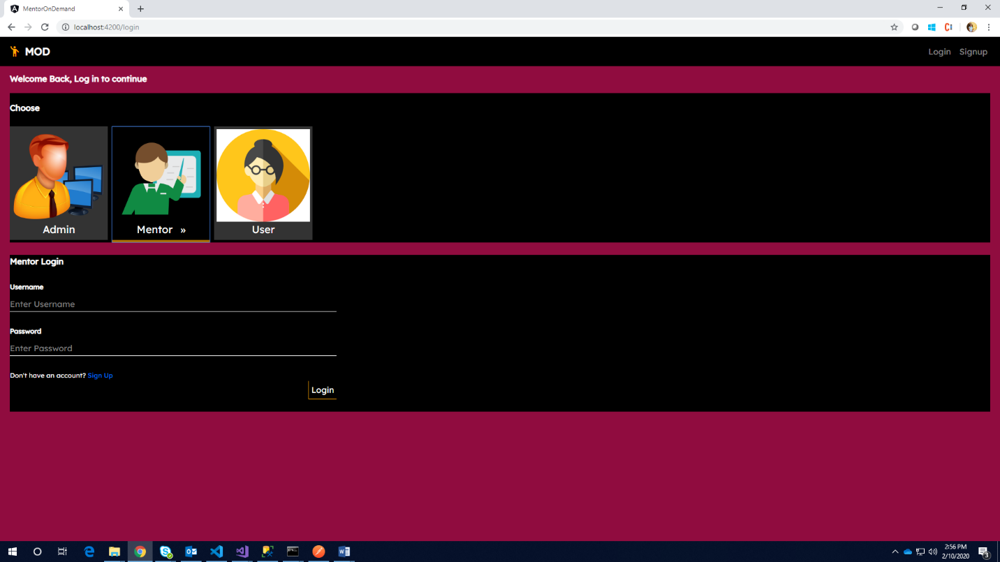 MentorOnDemand
localhost:4200/login
MOD
Login Signup
Welcome Back, Log in to continue
Choose
Admin
Mentor »
User
Mentor Login
Username
Enter Username
Password
Enter Password
Don't have an account? Sign Up
Login
2:56 PM
2/10/2020
3